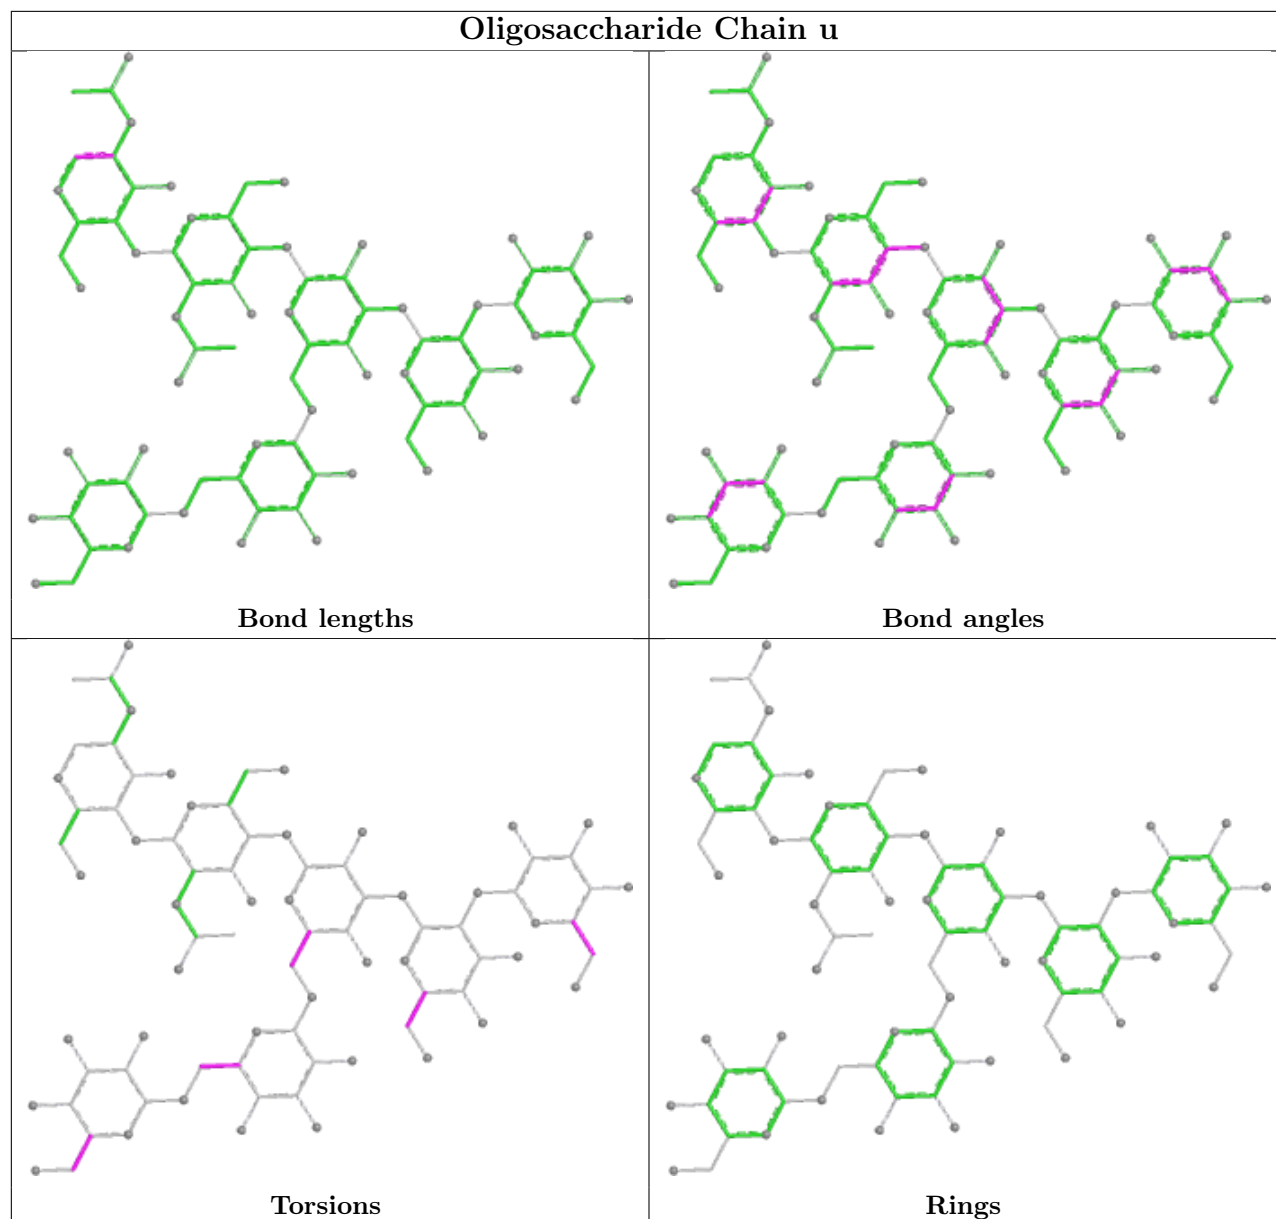 Oligosaccharide Chain u
Bond lengths
Bond angles
Torsions
Rings